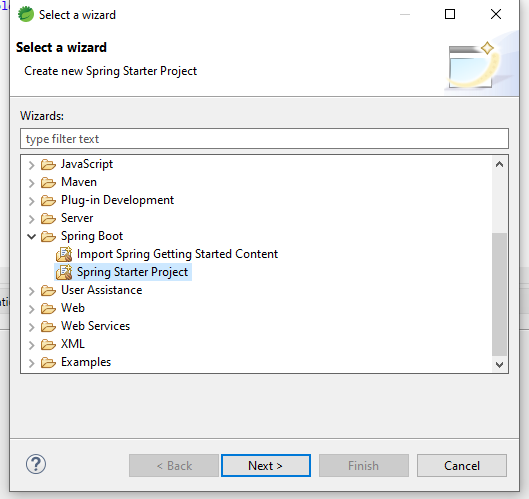 Select a wizard
Select a wizard
Create new Spring Starter Project
Wizards:
type filter text
JavaScript
Maven
Plug-in Development
Server
Spring Boot
Import Spring Getting Started Content
Spring Starter Project
User Assistance
Web
Web Services
XML
Examples
?
< Back
Next >
Finish
Cancel